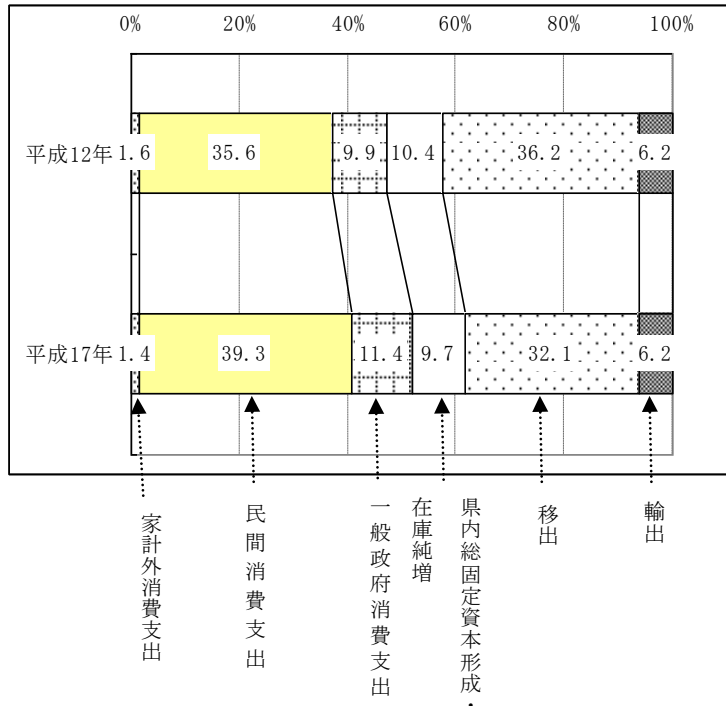 0% 20% 40% 60% 80% 100%
平成12年 1.6 35.6 9.9 10.4 36.2 6.2
平成17年 1.4 39.3 11.4 9.7 32.1 6.2
家計外消費支出
民間消費支出
一般政府消費支出
県内総固定資本形成・
在庫純増
移出
輸出